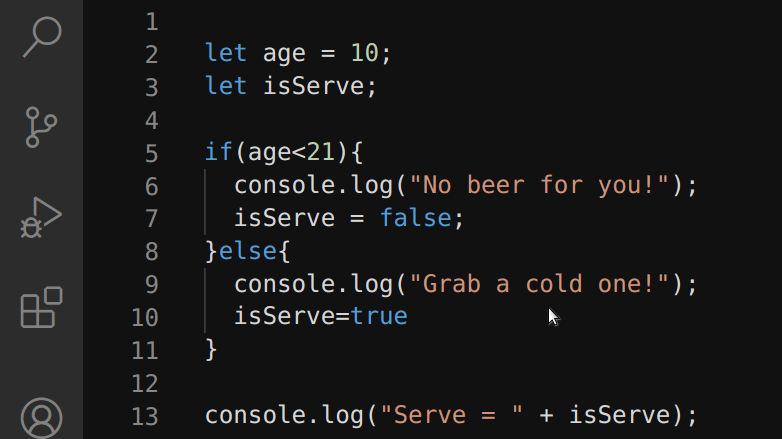 1
2 let age = 10;
3 let isServe;
4
5 if(age<21){
6   console.log("No beer for you!");
7   isServe = false;
8 }else{
9   console.log("Grab a cold one!");
10   isServe=true
11 }
12
13 console.log("Serve = " + isServe);